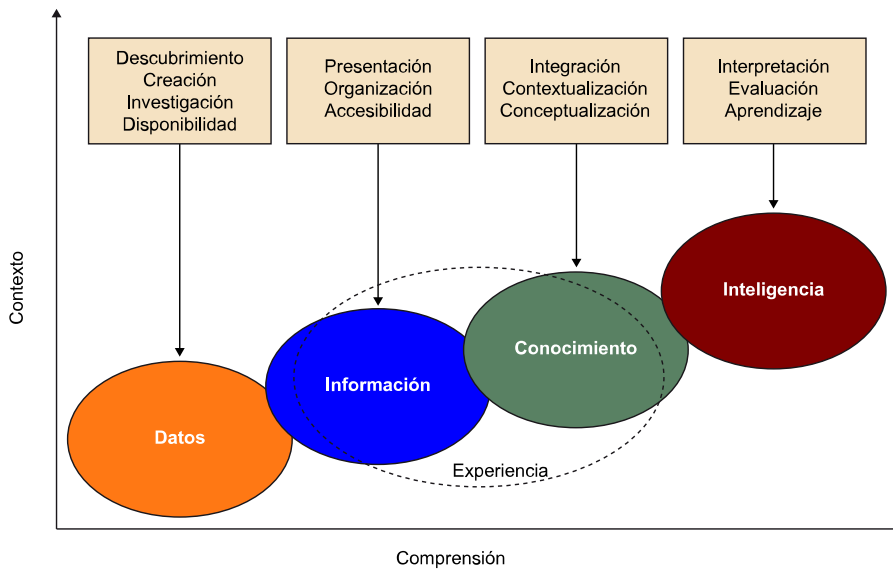 Descubrimiento
Creación
Investigación
Disponibilidad
Presentación
Organización
Accesibilidad
Integración
Contextualización
Conceptualización
Interpretación
Evaluación
Aprendizaje
Contexto
Inteligencia
Conocimiento
Información
Datos
Experiencia
Comprensión